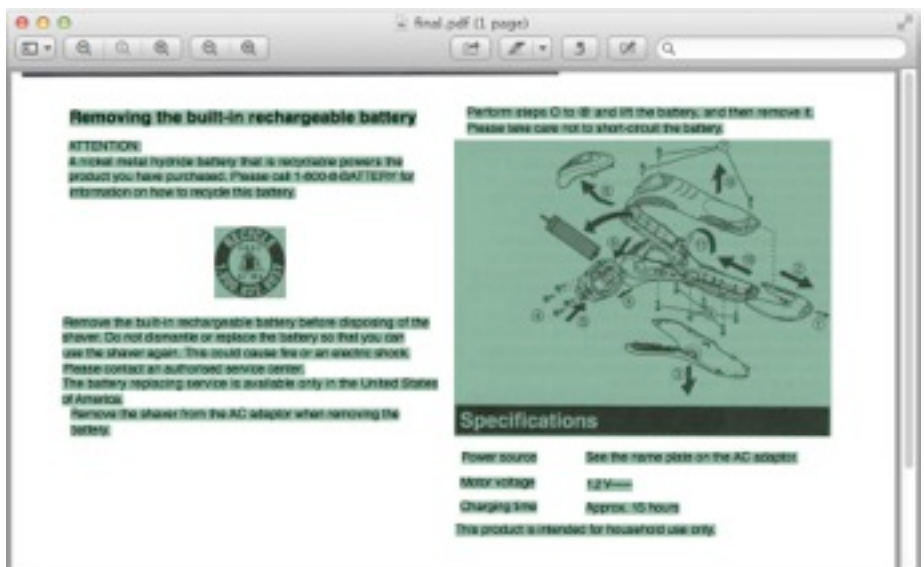 final.pdf (1 page)
Removing the built-in rechargeable battery
ATTENTION:
A nickel metal hydride battery that is recyclable powers the
product you have purchased. Please call 1-800-8-BATTERY for
information on how to recycle this battery.
RECYCLE
Remove the built-in rechargeable battery before disposing of the
shaver. Do not dismantle or replace the battery so that you can
use the shaver again. This could cause fire or an electric shock.
Please contact an authorised service center.
The battery replacing service is available only in the United States
of America.
Remove the shaver from the AC adaptor when removing the
battery.
Perform steps to and lift the battery, and then remove it.
Please take care not to short-circuit the battery.
Specifications
Power source See the name plate on the AC adaptor.
Motor voltage 1.2 V
Charging time Approx. 15 hours
This product is intended for household use only.